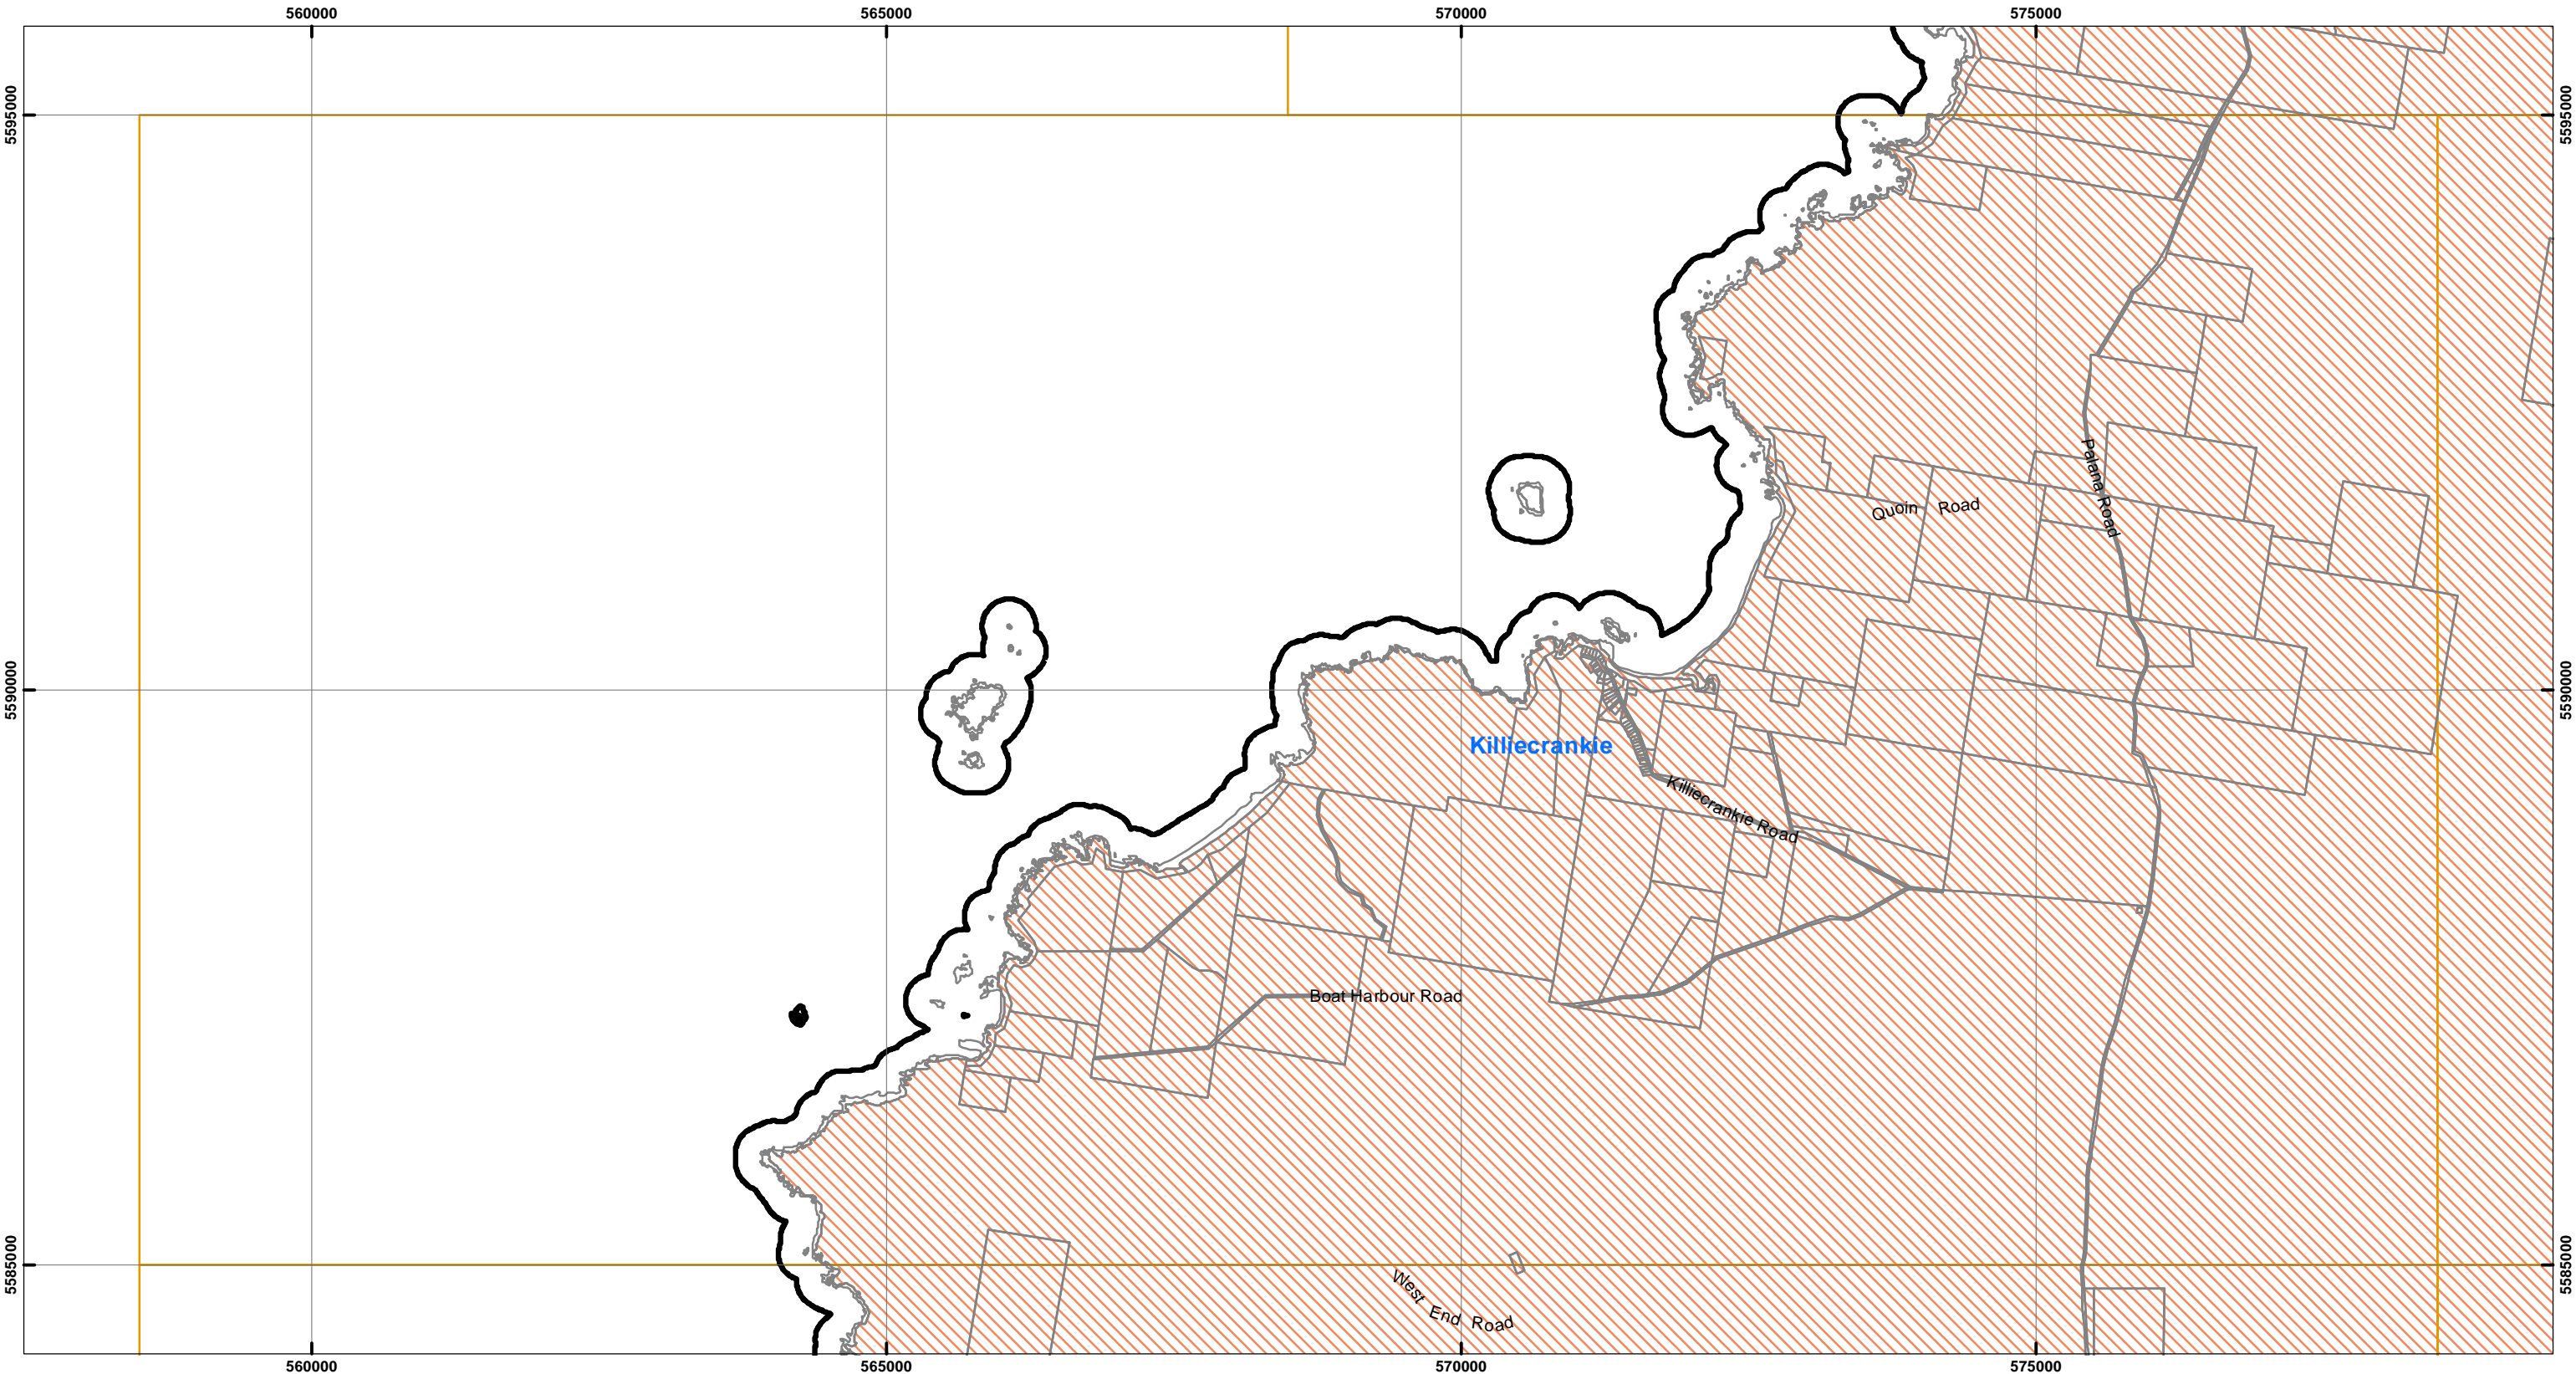 560000 565000 570000 575000
5595000 5595000
Palana Road
Quoin Road
5590000 5590000
Killiecrankie
Killiecrankie Road
Boat Harbour Road
5585000 5585000
West End Road
560000 565000 570000 575000